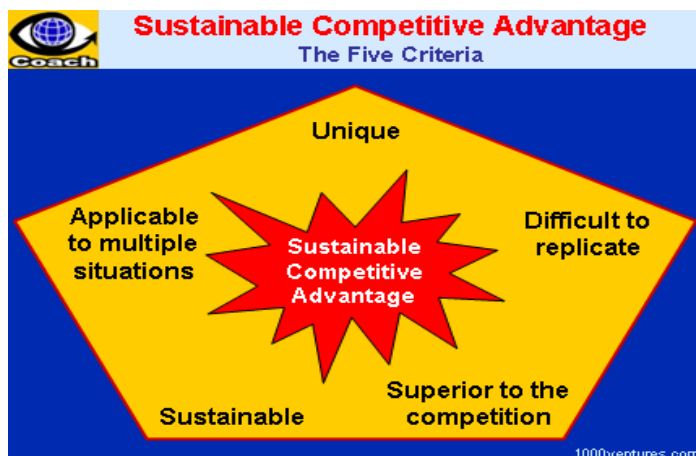 Coach
Sustainable Competitive Advantage
The Five Criteria
Unique
Applicable
to multiple
situations
Difficult to
replicate
Sustainable
Competitive
Advantage
Superior to the
competition
Sustainable
1000ventures.com